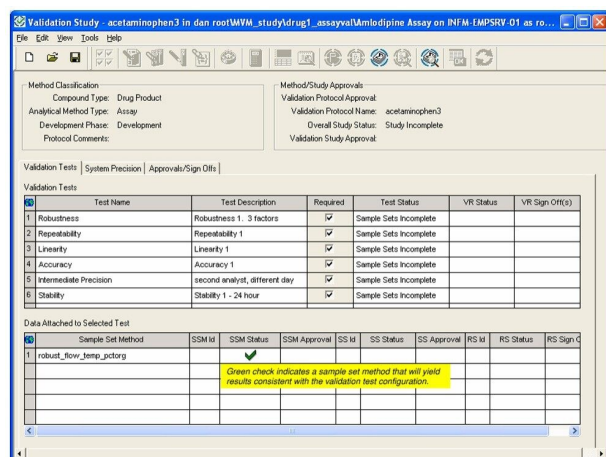 Validation Study - acetaminophen3 in dan root\MVM_study\drug1_assayval\Amlodipine Assay on INFM-EMPSRV-01 as ro...
File Edit View Tools Help
Method Classification
Compound Type: Drug Product
Analytical Method Type: Assay
Development Phase: Development
Protocol Comments:
Method/Study Approvals
Validation Protocol Approval:
Validation Protocol Name: acetaminophen3
Overall Study Status: Study Incomplete
Validation Study Approval:
Validation Tests System Precision Approvals/Sign Offs
Validation Tests
Test Name Test Description Required Test Status VR Status VR Sign Off(s)
1 Robustness Robustness 1. 3 factors Sample Sets Incomplete
2 Repeatability Repeatability 1 Sample Sets Incomplete
3 Linearity Linearity 1 Sample Sets Incomplete
4 Accuracy Accuracy 1 Sample Sets Incomplete
5 Intermediate Precision second analyst, different day Sample Sets Incomplete
6 Stability Stability 1 - 24 hour Sample Sets Incomplete
Data Attached to Selected Test
Sample Set Method SSM Id SSM Status SSM Approval SS Id SS Status SS Approval RS Id RS Status RS Sign O
1 robust_flow_temp_pctorg
Green check indicates a sample set method that will yield
results consistent with the validation test configuration.